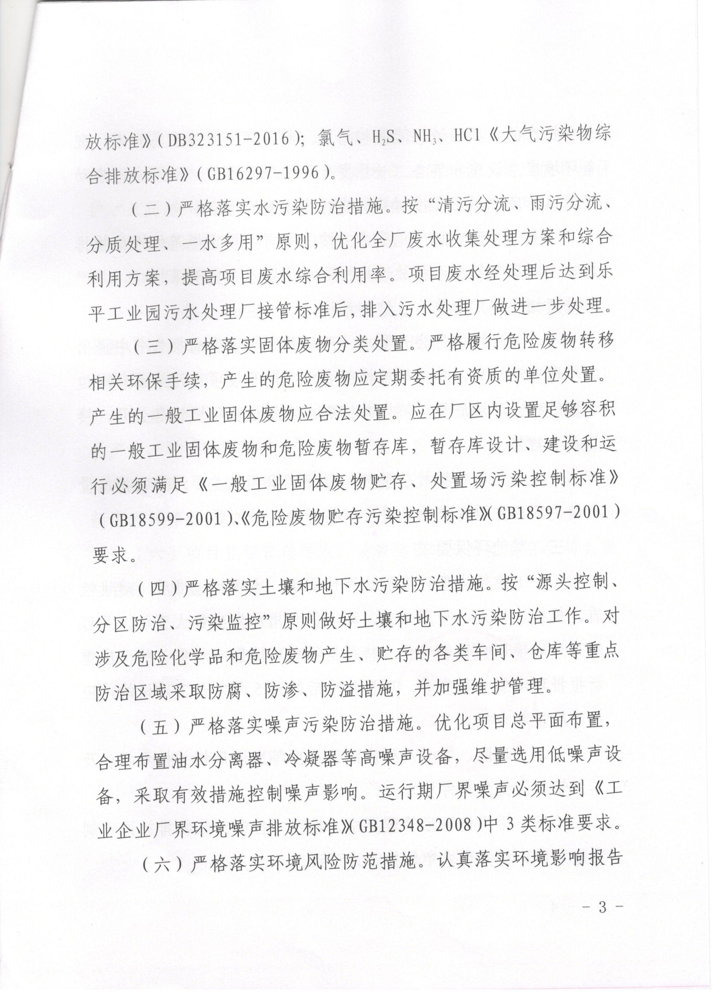 放标准》（DB323151-2016）；氯气、H₂S、NH₃、HCl《大气污染物综
合排放标准》（GB16297-1996）。
（二）严格落实水污染防治措施。按“清污分流、雨污分流、
分质处理、一水多用”原则，优化全厂废水收集处理方案和综合
利用方案，提高项目废水综合利用率。项目废水经处理后达到乐
平工业园污水处理厂接管标准后,排入污水处理厂做进一步处理。
（三）严格落实固体废物分类处置。严格履行危险废物转移
相关环保手续，产生的危险废物应定期委托有资质的单位处置。
产生的一般工业固体废物应合法处置。应在厂区内设置足够容积
的一般工业固体废物和危险废物暂存库，暂存库设计、建设和运
行必须满足《一般工业固体废物贮存、处置场污染控制标准》
（GB18599-2001）、《危险废物贮存污染控制标准》（GB18597-2001）
要求。
（四）严格落实土壤和地下水污染防治措施。按“源头控制、
分区防治、污染监控”原则做好土壤和地下水污染防治工作。对
涉及危险化学品和危险废物产生、贮存的各类车间、仓库等重点
防治区域采取防腐、防渗、防溢措施，并加强维护管理。
（五）严格落实噪声污染防治措施。优化项目总平面布置，
合理布置油水分离器、冷凝器等高噪声设备，尽量选用低噪声设
备，采取有效措施控制噪声影响。运行期厂界噪声必须达到《工
业企业厂界环境噪声排放标准》（GB12348-2008）中 3 类标准要求。
（六）严格落实环境风险防范措施。认真落实环境影响报告
- 3 -